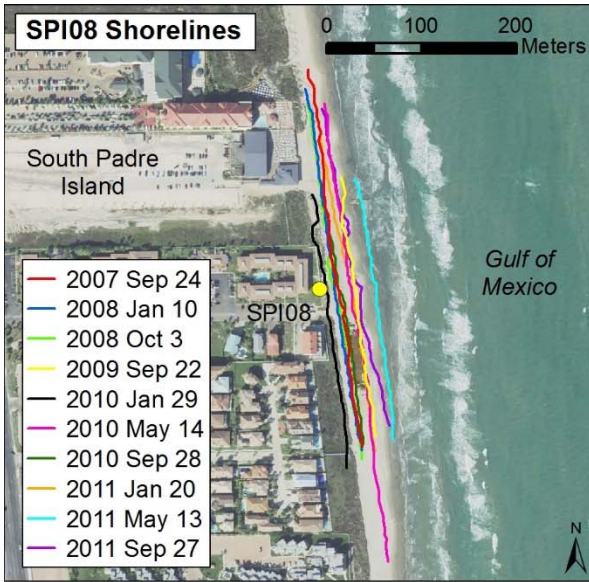 SPI08 Shorelines
0 100 200
Meters
South Padre
Island
Gulf of
Mexico
SPI08
2007 Sep 24
2008 Jan 10
2008 Oct 3
2009 Sep 22
2010 Jan 29
2010 May 14
2010 Sep 28
2011 Jan 20
2011 May 13
2011 Sep 27
N